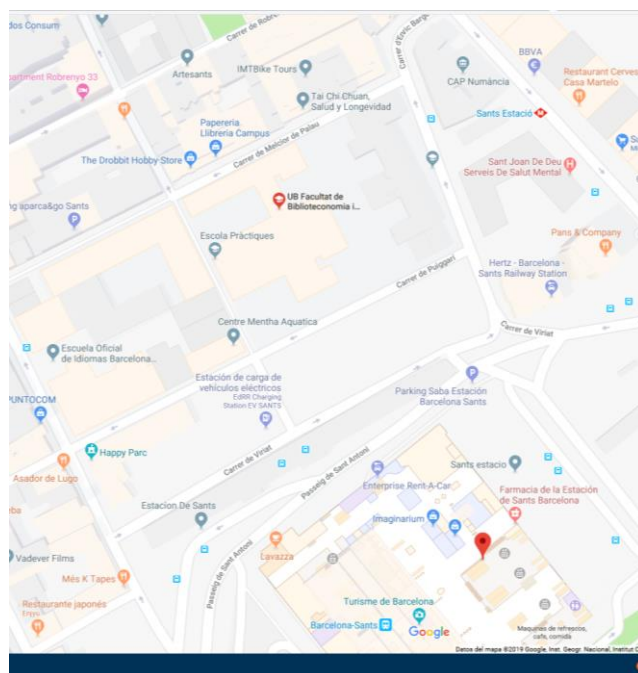 dos Consum
Carrer de Robre
Carrer d'Enric Bargé
BBVA
partment Robrenyo 33
Artesants
IMTBike Tours
CAP Numància
Restaurant Cerves
Casa Martelo
Tai Chi Chuan,
Salud y Longevidad
Papereria
Llibreria Campus
Sants Estació
The Drobbit Hobby Store
Carrer de Melcior de Palau
Sant Joan De Deu
Serveis De Salut Mental
UB Facultat de
Biblioteconomia i...
ng aparca&go Sants
Escola Pràctiques
Pans & Company
Hertz - Barcelona -
Sants Railway Station
Carrer de Puiggarí
Centre Mentha Aquatica
Carrer de Viriat
Escuela Oficial
de Idiomas Barcelona...
Estación de carga de
vehículos eléctricos
EdRR Charging
Station EV SANTS
Parking Saba Estación
Barcelona Sants
PUNTOCOM
Happy Parc
Carrer de Viriat
Passeig de Sant Antoni
Sants estacio
Asador de Lugo
Enterprise Rent-A-Car
Farmacia de la Estación
de Sants Barcelona
Estacion De Sants
Imaginarium
Vadever Films
Lavazza
Passeig de Sant Antoni
Més K Tapes
Turisme de Barcelona
Restaurante japonés
Barcelona-Sants
Google
Maquines de refrescos,
cafe, comida
Datos del mapa ©2019 Google, Inst. Geogr. Nacional, Institut C